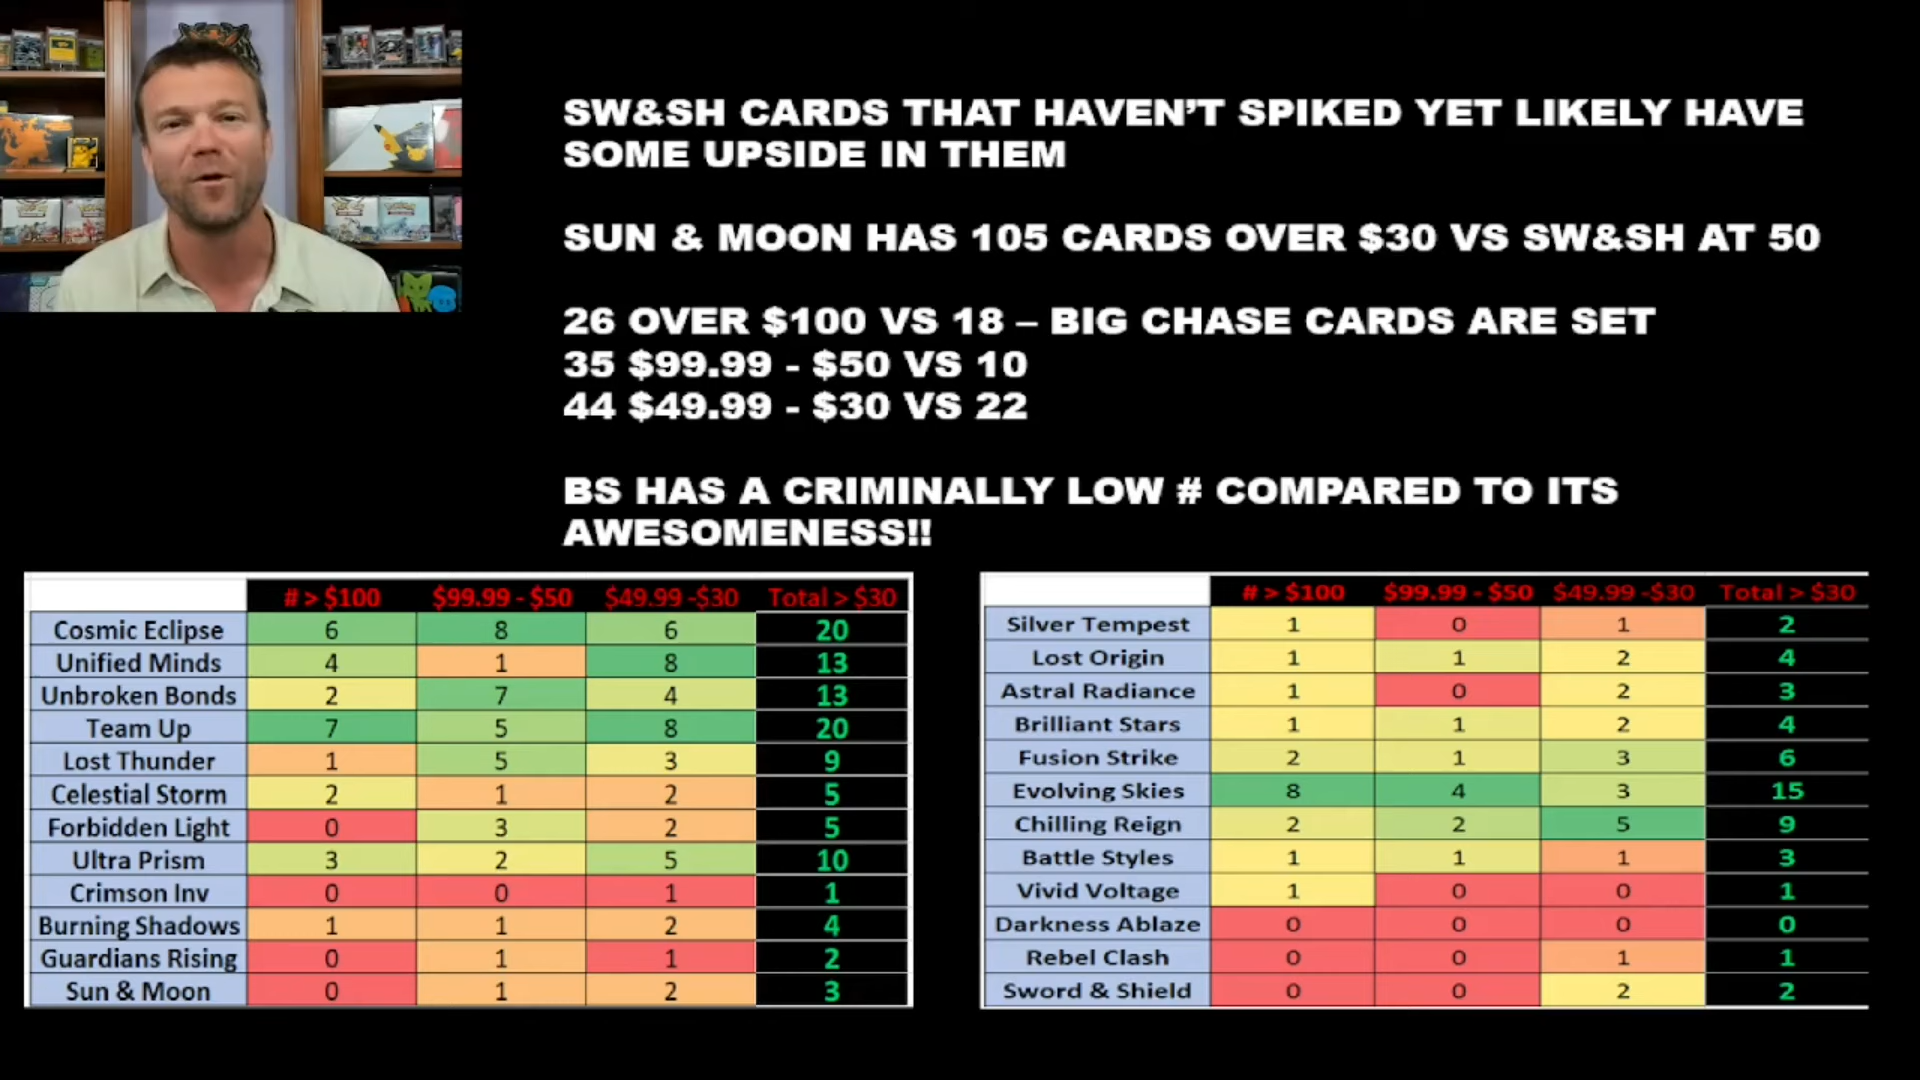 SW&SH CARDS THAT HAVEN'T SPIKED YET LIKELY HAVE
SOME UPSIDE IN THEM
SUN & MOON HAS 105 CARDS OVER $30 VS SW&SH AT 50
26 OVER $100 VS 18 – BIG CHASE CARDS ARE SET
35 $99.99 - $50 VS 10
44 $49.99 - $30 VS 22
BS HAS A CRIMINALLY LOW # COMPARED TO ITS
AWESOMENESS!!
# > $100 $99.99 - $50 $49.99 -$30 Total > $30
Cosmic Eclipse 6 8 6 20
Unified Minds 4 1 8 13
Unbroken Bonds 2 7 4 13
Team Up 7 5 8 20
Lost Thunder 1 5 3 9
Celestial Storm 2 1 2 5
Forbidden Light 0 3 2 5
Ultra Prism 3 2 5 10
Crimson Inv 0 0 1 1
Burning Shadows 1 1 2 4
Guardians Rising 0 1 1 2
Sun & Moon 0 1 2 3
# > $100 $99.99 - $50 $49.99 -$30 Total > $30
Silver Tempest 1 0 1 2
Lost Origin 1 1 2 4
Astral Radiance 1 0 2 3
Brilliant Stars 1 1 2 4
Fusion Strike 2 1 3 6
Evolving Skies 8 4 3 15
Chilling Reign 2 2 5 9
Battle Styles 1 1 1 3
Vivid Voltage 1 0 0 1
Darkness Ablaze 0 0 0 0
Rebel Clash 0 0 1 1
Sword & Shield 0 0 2 2